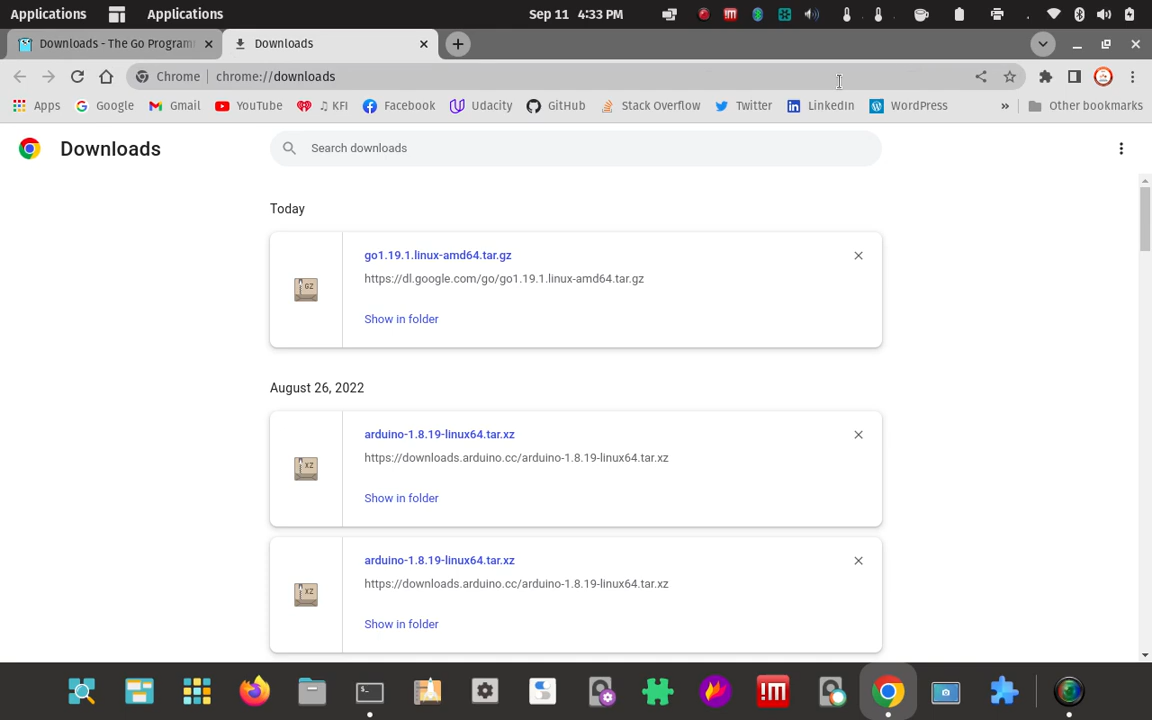 Applications Applications Sep 11 4:33 PM
Downloads - The Go Program Downloads
Chrome chrome://downloads
Apps Google Gmail YouTube ♫ KFI Facebook Udacity GitHub Stack Overflow Twitter LinkedIn WordPress » Other bookmarks
Downloads
Search downloads
Today
go1.19.1.linux-amd64.tar.gz
https://dl.google.com/go/go1.19.1.linux-amd64.tar.gz
Show in folder
August 26, 2022
arduino-1.8.19-linux64.tar.xz
https://downloads.arduino.cc/arduino-1.8.19-linux64.tar.xz
Show in folder
arduino-1.8.19-linux64.tar.xz
https://downloads.arduino.cc/arduino-1.8.19-linux64.tar.xz
Show in folder